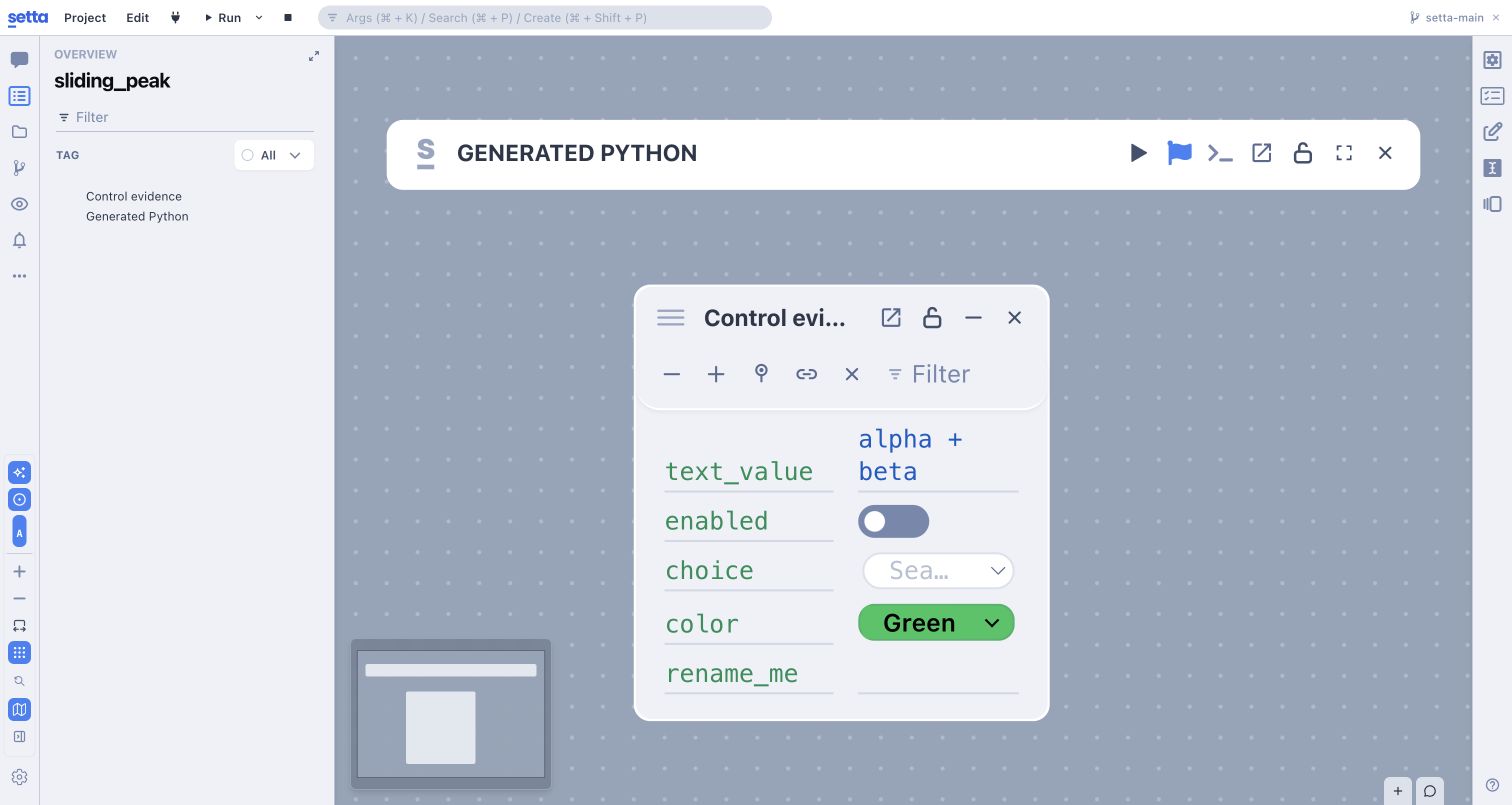 setta Project Edit Run Args (⌘ + K) / Search (⌘ + P) / Create (⌘ + Shift + P) setta-main
OVERVIEW
sliding_peak
Filter
TAG All
Control evidence
Generated Python
A
S GENERATED PYTHON
Control evi...
Filter
alpha +
text_value beta
enabled
choice Sea...
color Green
rename_me